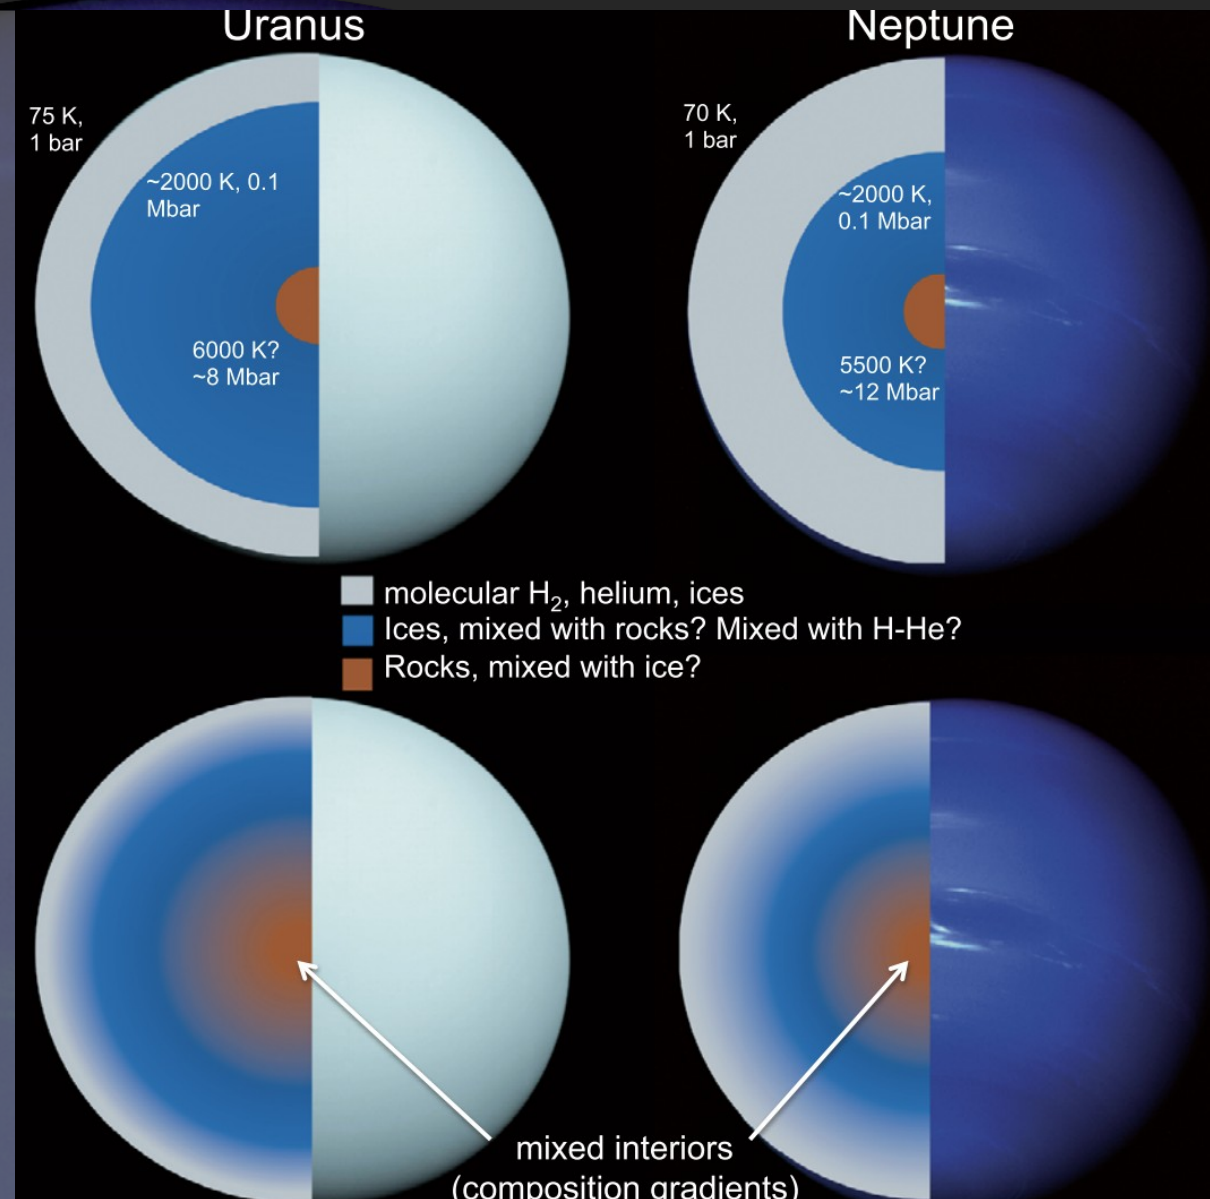 Uranus
Neptune
75 K,
1 bar
~2000 K, 0.1
Mbar
6000 K?
~8 Mbar
70 K,
1 bar
~2000 K,
0.1 Mbar
5500 K?
~12 Mbar
molecular H₂, helium, ices
Ices, mixed with rocks? Mixed with H-He?
Rocks, mixed with ice?
mixed interiors
(composition gradients)